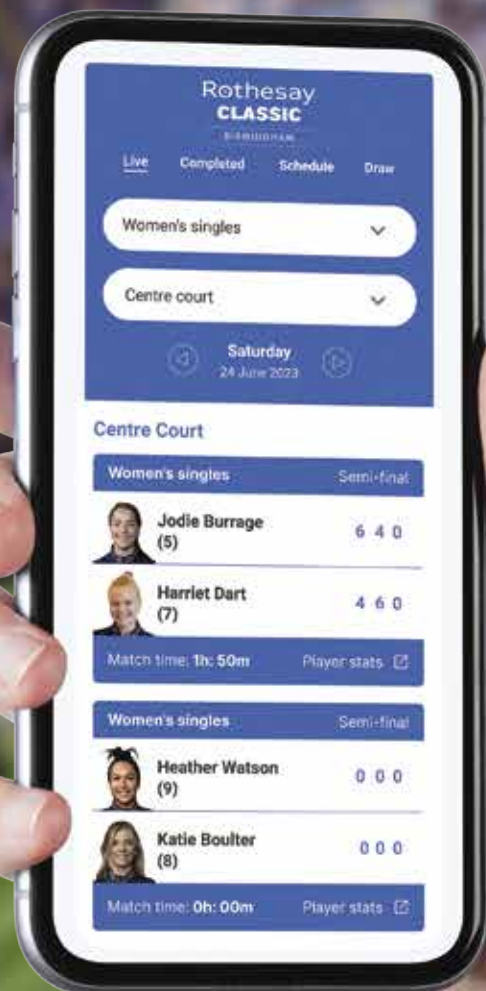 Rothesay
CLASSIC
BIRMINGHAM
Live Completed Schedule Draw
Women's singles
Centre court
Saturday
24 June 2023
Centre Court
Women's singles Semi-final
Jodie Burrage
(5)
6 4 0
Harriet Dart
(7)
4 6 0
Match time: 1h: 50m Player stats
Women's singles Semi-final
Heather Watson
(9)
0 0 0
Katie Boulter
(8)
0 0 0
Match time: 0h: 00m Player stats